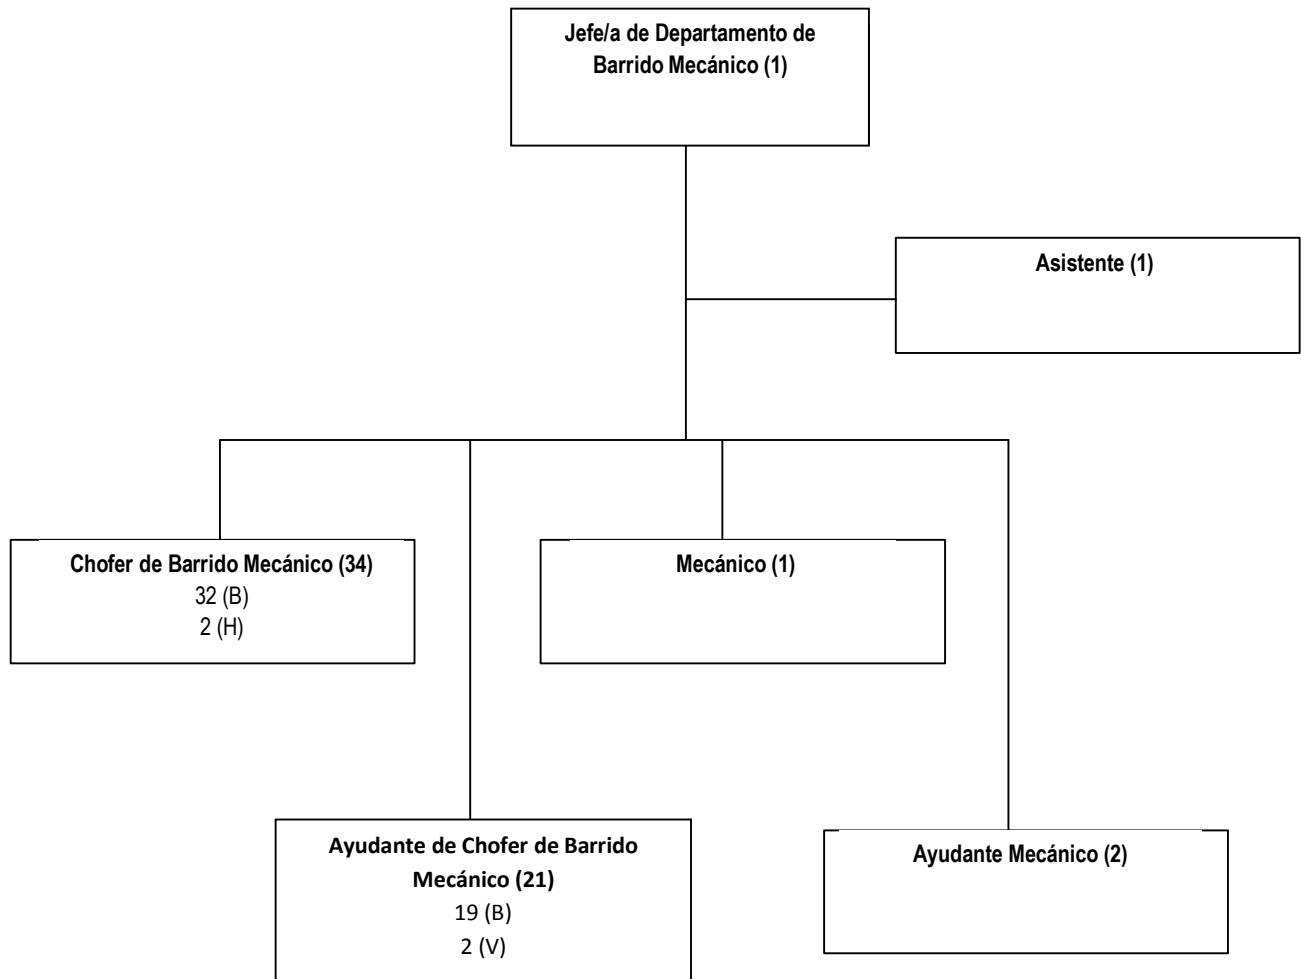 Jefe/a de Departamento de
Barrido Mecánico (1)
Asistente (1)
Chofer de Barrido Mecánico (34)
32 (B)
2 (H)
Mecánico (1)
Ayudante de Chofer de Barrido
Mecánico (21)
19 (B)
2 (V)
Ayudante Mecánico (2)